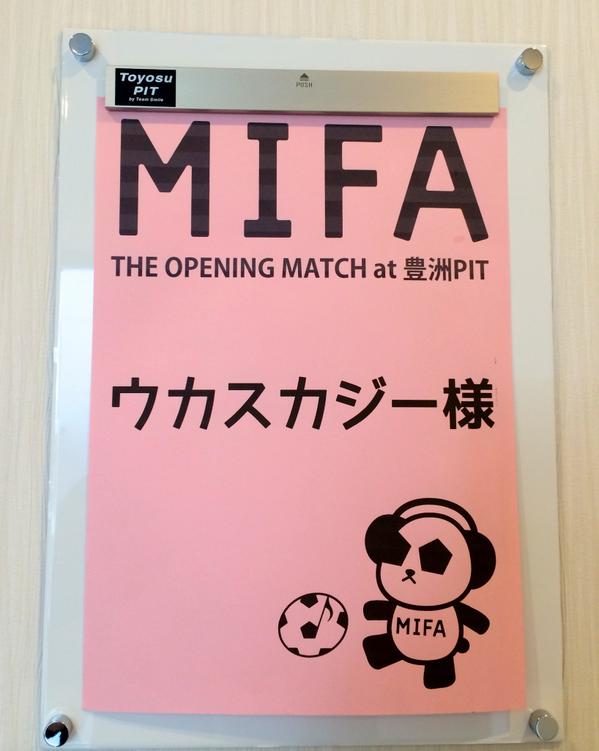 Toyosu
PIT
by Team Smile
PUSH
MIFA
THE OPENING MATCH at 豊洲PIT
ウカスカジー様
MIFA